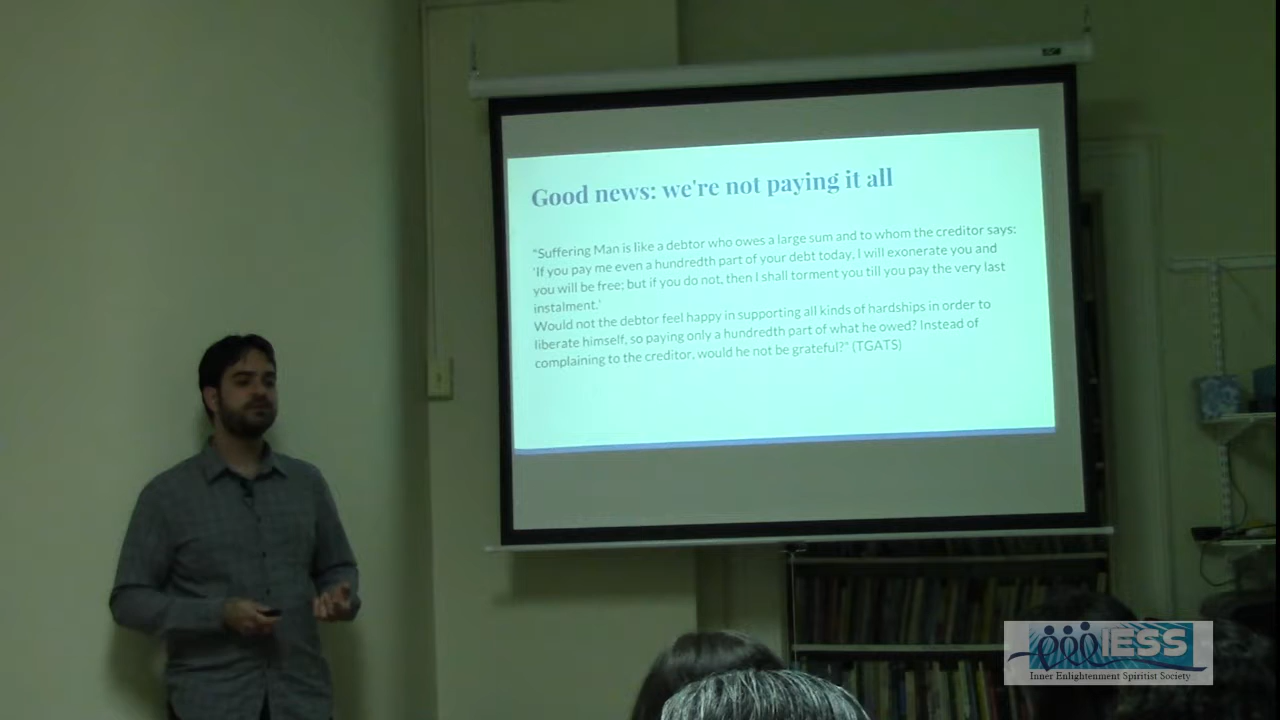 Good news: we're not paying it all
"Suffering Man is like a debtor who owes a large sum and to whom the creditor says:
'If you pay me even a hundredth part of your debt today, I will exonerate you and
you will be free; but if you do not, then I shall torment you till you pay the very last
instalment.'
Would not the debtor feel happy in supporting all kinds of hardships in order to
liberate himself, so paying only a hundredth part of what he owed? Instead of
complaining to the creditor, would he not be grateful?" (TGATS)
IESS
Inner Enlightenment Spiritist Society